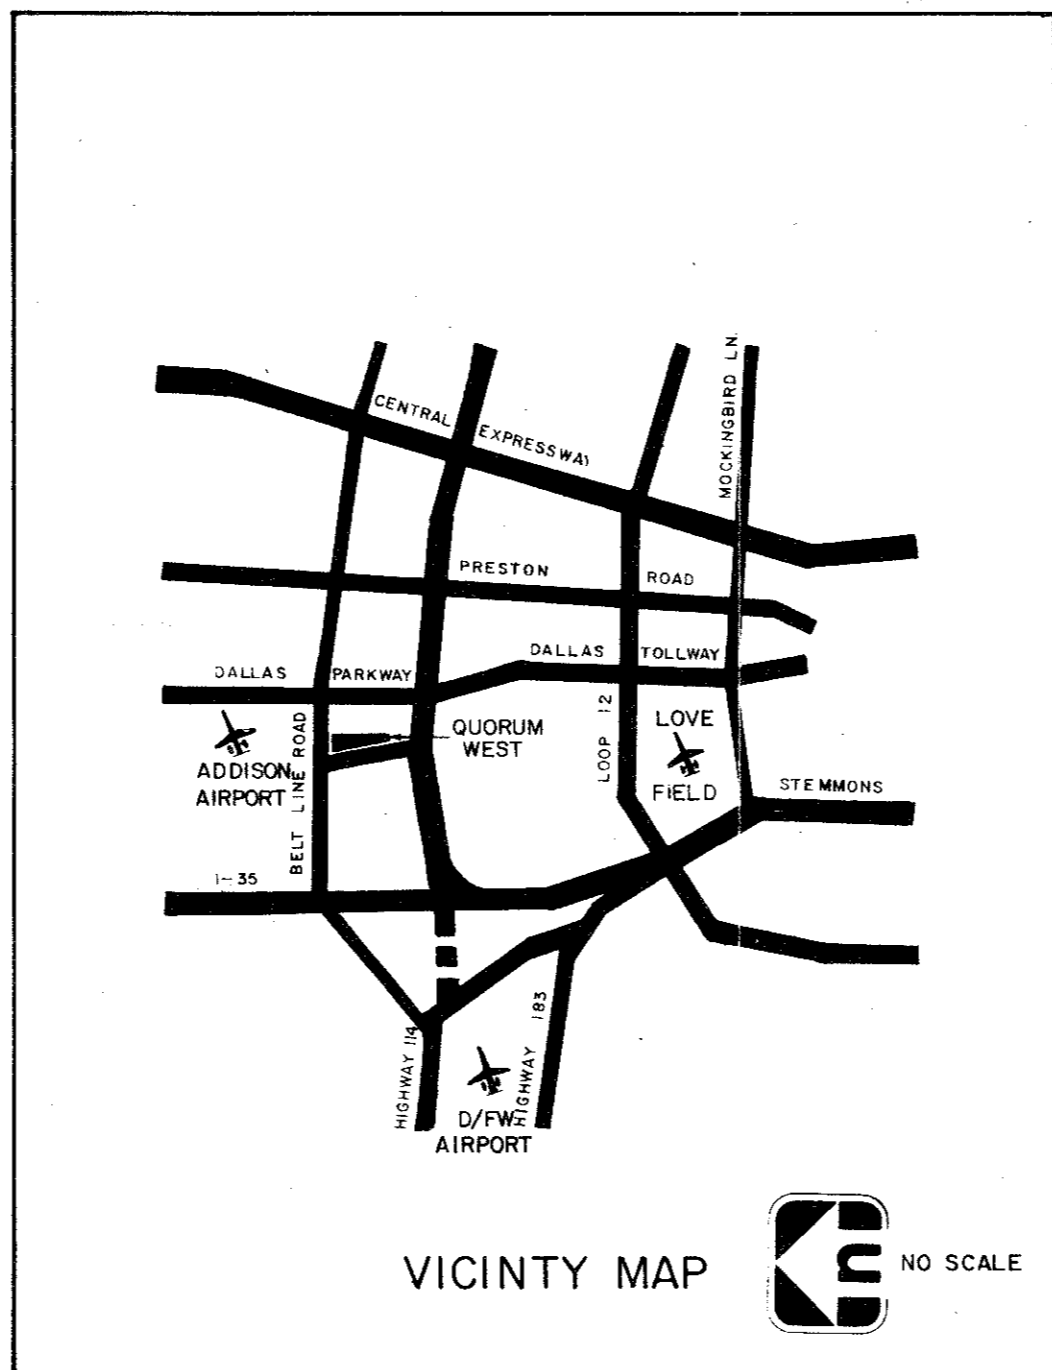 MOCKINGBIRD LN.
CENTRAL EXPRESSWAY
PRESTON ROAD
DALLAS TOLLWAY
DALLAS PARKWAY
LOOP 12
LOVE
FIELD
QUORUM
WEST
BELT LINE ROAD
ADDISON
AIRPORT
STEMMONS
I-35
HIGHWAY 114
HIGHWAY 183
D/FW
AIRPORT
VICINTY MAP
n
NO SCALE